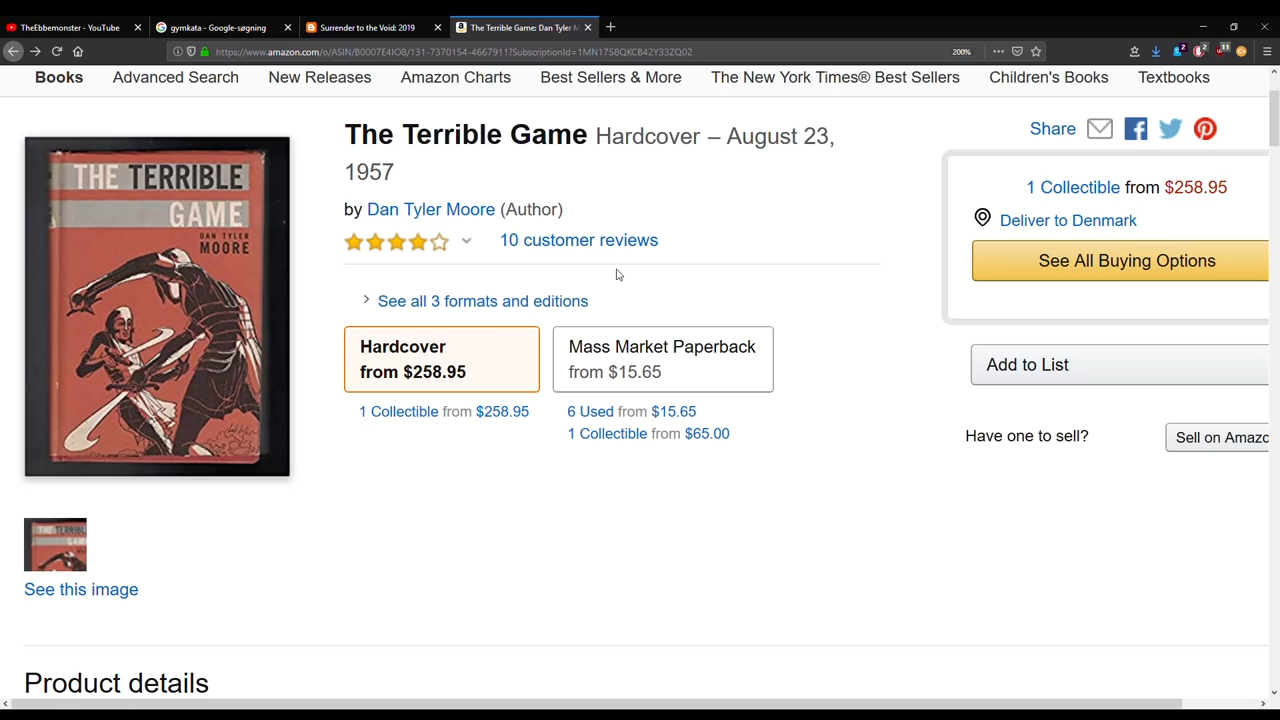 TheEbbemonster - YouTube
gymkata - Google-søgning
Surrender to the Void: 2019
The Terrible Game: Dan Tyler M
https://www.amazon.com/o/ASIN/B0007E4IO8/131-7370154-4667911?SubscriptionId=1MN1758QKCB42Y33ZQ02
200%
2
2
11
Books
Advanced Search
New Releases
Amazon Charts
Best Sellers & More
The New York Times® Best Sellers
Children's Books
Textbooks
THE TERRIBLE
GAME
DAN TYLER
MOORE
See this image
The Terrible Game Hardcover – August 23,
1957
by Dan Tyler Moore (Author)
10 customer reviews
See all 3 formats and editions
Hardcover
from $258.95
Mass Market Paperback
from $15.65
1 Collectible from $258.95
6 Used from $15.65
1 Collectible from $65.00
Share
1 Collectible from $258.95
Deliver to Denmark
See All Buying Options
Add to List
Have one to sell?
Sell on Amazo
Product details